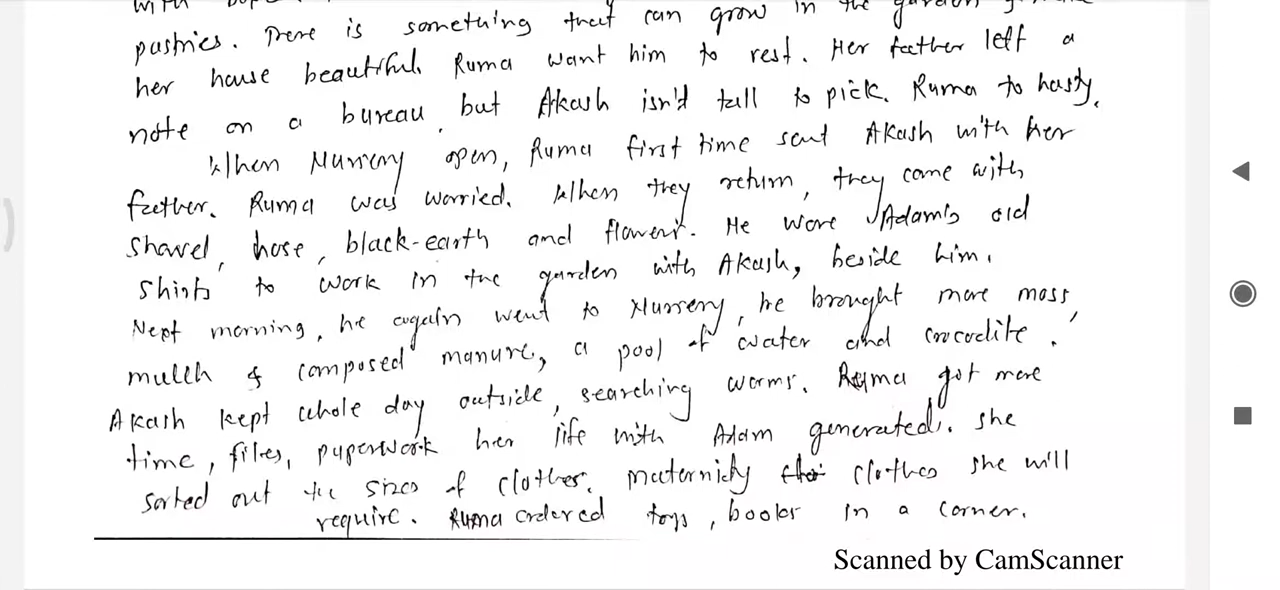 pastries. There is something that can grow in the garden
her house beautiful. Ruma want him to rest. Her father left a
note on a bureau, but Akash isn't tall to pick. Ruma to hasty.
When Nursery open, Ruma first time sent Akash with her
father. Ruma was worried. When they return, they come with
shovel, hose, black-earth and flowers. He wore Adam's old
shirts to work in the garden with Akash, beside him.
Next morning, he again went to Nursery, he brought more moss,
mulch & composed manure, a pool of water and crocodile.
Akash kept whole day outside, searching worms. Ruma got more
time, files, paperwork her life with Adam generated. She
sorted out the sizes of clothes. maternity clothes she will
require. Ruma ordered toys, books in a corner.
Scanned by CamScanner